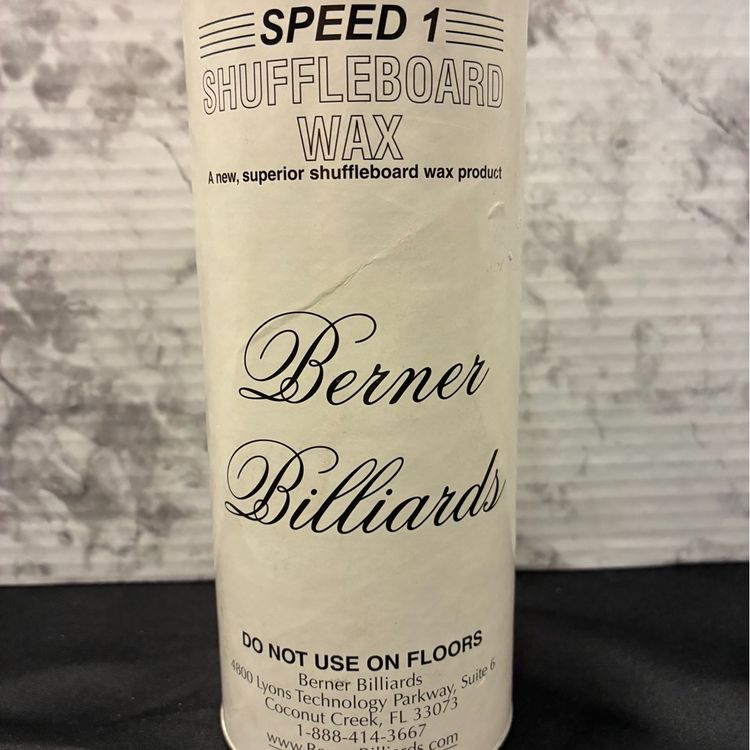 SPEED 1
SHUFFLEBOARD
WAX
A new, superior shuffleboard wax product
Berner
Billiards
DO NOT USE ON FLOORS
Berner Billiards
4800 Lyons Technology Parkway, Suite 6
Coconut Creek, FL 33073
1-888-414-3667